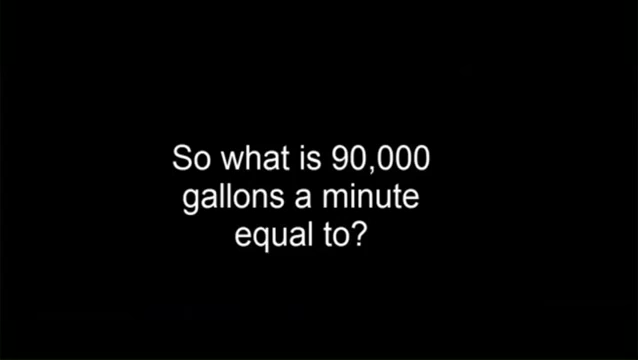 So what is 90,000
gallons a minute
equal to?